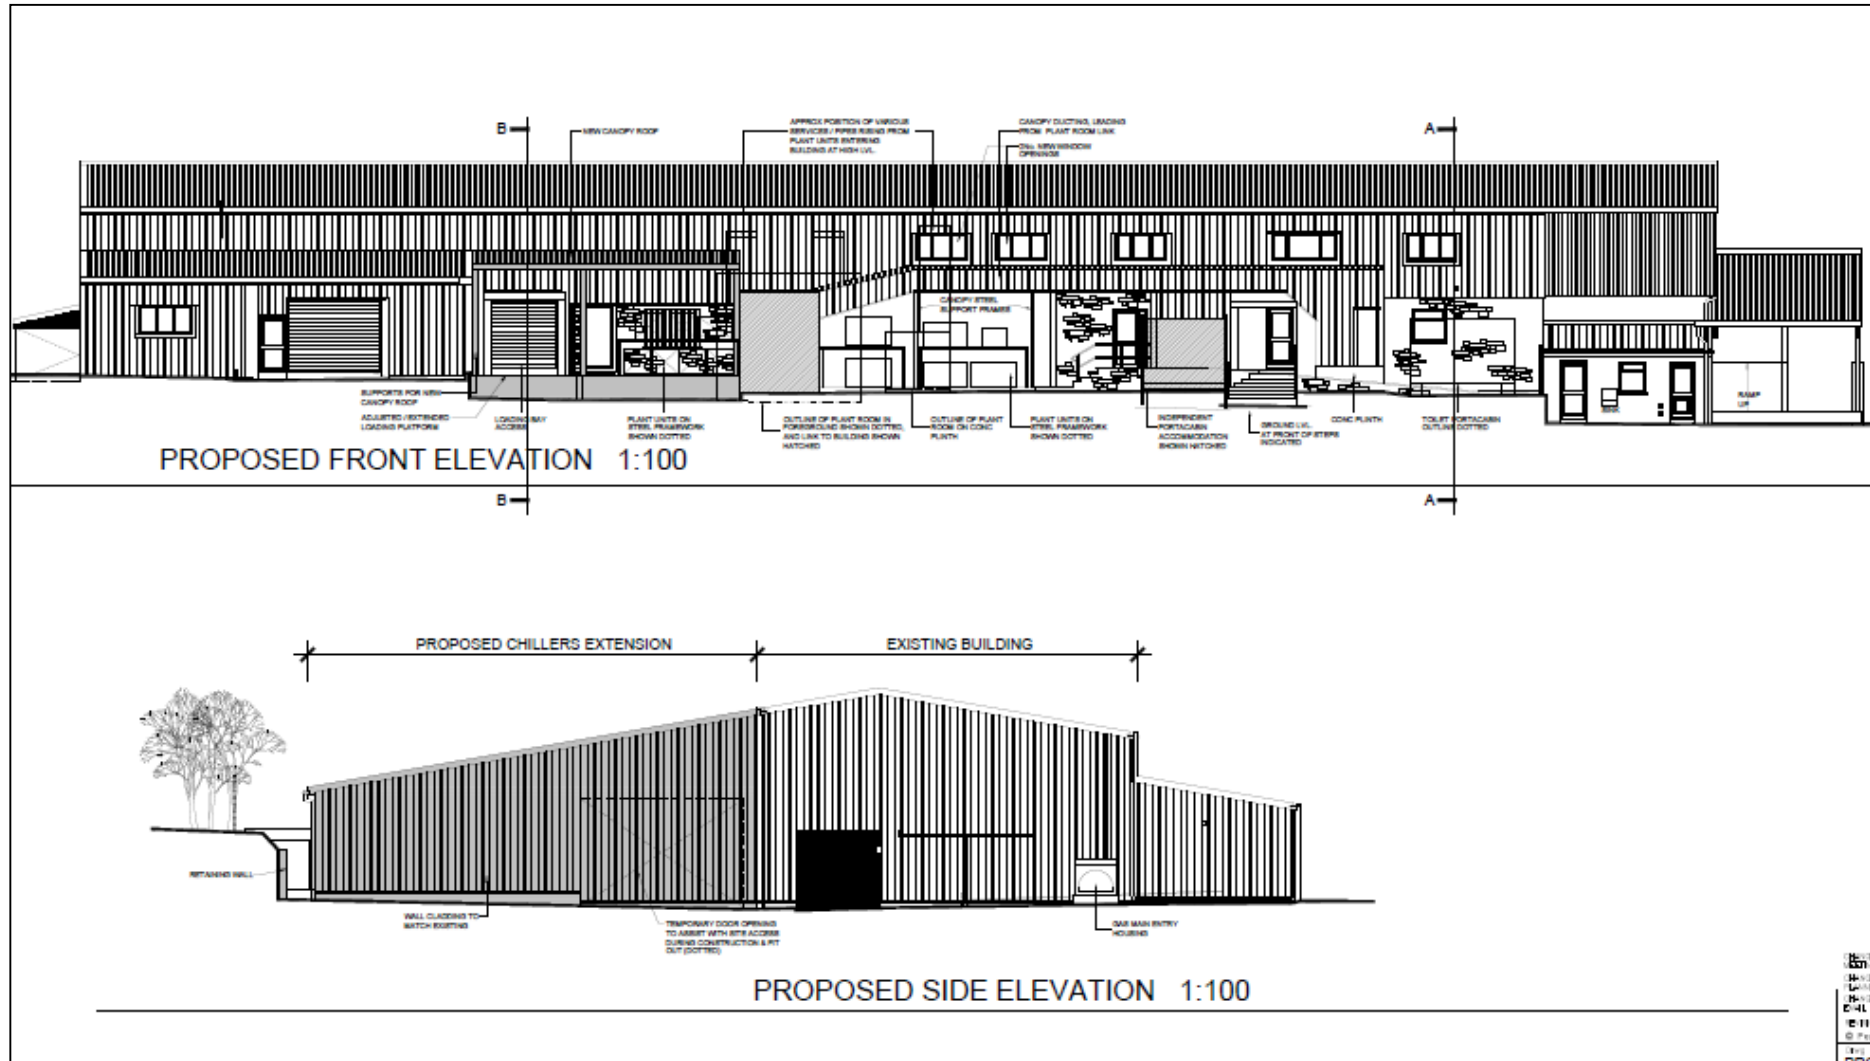 B
A
NEW CANOPY ROOF
APPROX POSITION OF VARIOUS
SERVICES / PIPES RISING FROM
PLANT UNITS ENTERING
BUILDING AT HIGH LVL.
CANOPY DUCTING, LEADING
FROM PLANT ROOM LINK
2No. NEW WINDOW
OPENINGS
CANOPY STEEL
SUPPORT FRAMES
SINK
RAMP
UP
SUPPORTS FOR NEW
CANOPY ROOF
ADJUSTED / EXTENDED
LOADING PLATFORM
LOADING BAY
ACCESS
PLANT UNITS ON
STEEL FRAMEWORK
SHOWN DOTTED
OUTLINE OF PLANT ROOM IN
FOREGROUND SHOWN DOTTED,
AND LINK TO BUILDING SHOWN
HATCHED
OUTLINE OF PLANT
ROOM ON CONC
PLINTH
PLANT UNITS ON
STEEL FRAMEWORK
SHOWN DOTTED
INDEPENDENT
PORTACABIN
ACCOMMODATION
SHOWN HATCHED
GROUND LVL.
AT FRONT OF STEPS
INDICATED
CONC PLINTH
TOILET PORTACABIN
OUTLINE DOTTED
PROPOSED FRONT ELEVATION 1:100
B
A
PROPOSED CHILLERS EXTENSION
EXISTING BUILDING
RETAINING WALL
WALL CLADDING TO
MATCH EXISTING
TEMPORARY DOOR OPENING
TO ASSIST WITH SITE ACCESS
DURING CONSTRUCTION & FIT
OUT (DOTTED)
GAS MAIN ENTRY
HOUSING
PROPOSED SIDE ELEVATION 1:100